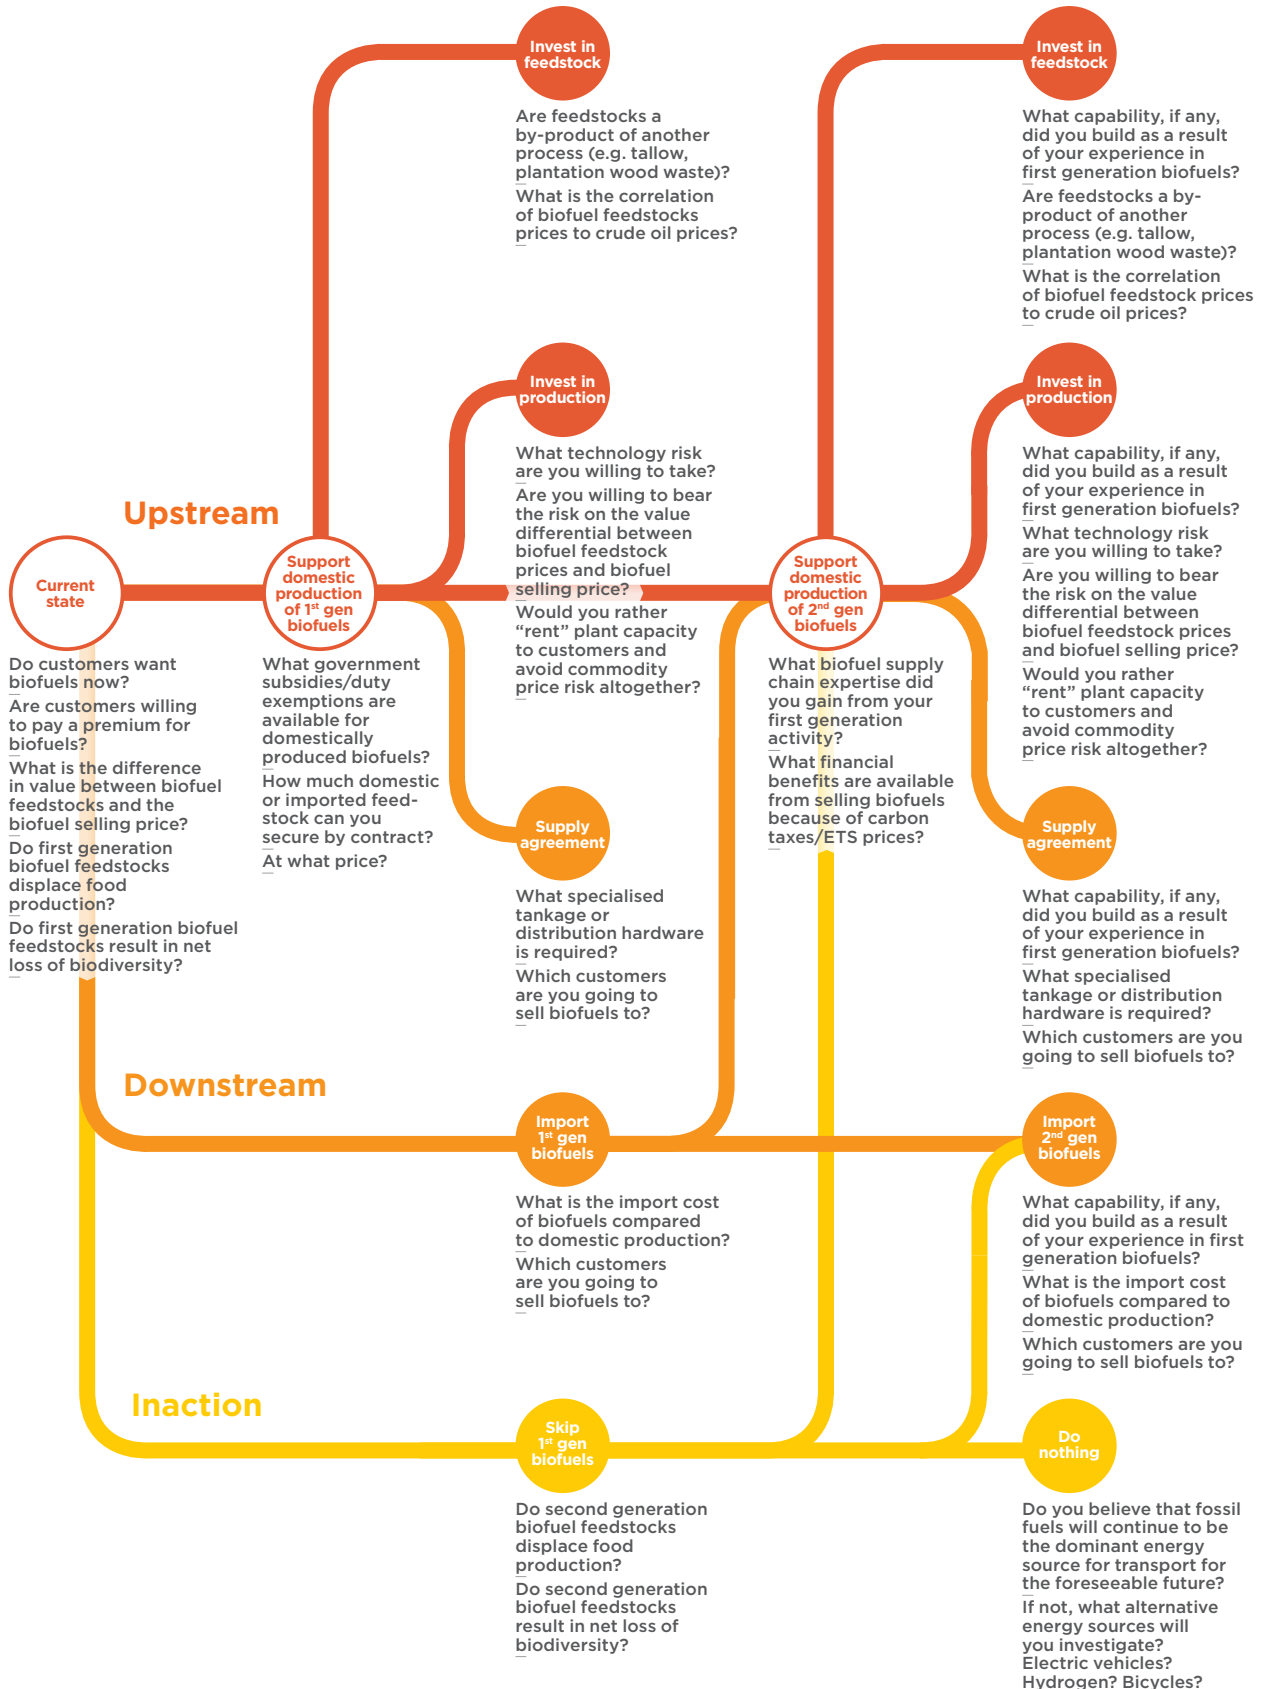 Invest in
feedstock
Are feedstocks a
by-product of another
process (e.g. tallow,
plantation wood waste)?
What is the correlation
of biofuel feedstocks
prices to crude oil prices?
Invest in
feedstock
What capability, if any,
did you build as a result
of your experience in
first generation biofuels?
Are feedstocks a by-
product of another
process (e.g. tallow,
plantation wood waste)?
What is the correlation
of biofuel feedstock prices
to crude oil prices?
Upstream
Current
state
Do customers want
biofuels now?
Are customers willing
to pay a premium for
biofuels?
What is the difference
in value between biofuel
feedstocks and the
biofuel selling price?
Do first generation
biofuel feedstocks
displace food
production?
Do first generation biofuel
feedstocks result in net
loss of biodiversity?
Support
domestic
production
of 1st gen
biofuels
What government
subsidies/duty
exemptions are
available for
domestically
produced biofuels?
How much domestic
or imported feed-
stock can you
secure by contract?
At what price?
Invest in
production
What technology risk
are you willing to take?
Are you willing to bear
the risk on the value
differential between
biofuel feedstock
prices and biofuel
selling price?
Would you rather
“rent” plant capacity
to customers and
avoid commodity
price risk altogether?
Supply
agreement
What specialised
tankage or
distribution hardware
is required?
Which customers
are you going to
sell biofuels to?
Support
domestic
production
of 2nd gen
biofuels
What biofuel supply
chain expertise did
you gain from your
first generation
activity?
What financial
benefits are available
from selling biofuels
because of carbon
taxes/ETS prices?
Invest in
production
What capability, if any,
did you build as a result
of your experience in
first generation biofuels?
What technology risk
are you willing to take?
Are you willing to bear
the risk on the value
differential between
biofuel feedstock prices
and biofuel selling price?
Would you rather
“rent” plant capacity
to customers and
avoid commodity
price risk altogether?
Supply
agreement
What capability, if any,
did you build as a result
of your experience in
first generation biofuels?
What specialised
tankage or distribution
hardware is required?
Which customers are you
going to sell biofuels to?
Downstream
Import
1st gen
biofuels
What is the import cost
of biofuels compared
to domestic production?
Which customers
are you going to
sell biofuels to?
Import
2nd gen
biofuels
What capability, if any,
did you build as a result
of your experience in first
generation biofuels?
What is the import cost
of biofuels compared to
domestic production?
Which customers are you
going to sell biofuels to?
Inaction
Skip
1st gen
biofuels
Do second generation
biofuel feedstocks
displace food
production?
Do second generation
biofuel feedstocks
result in net loss of
biodiversity?
Do
nothing
Do you believe that fossil
fuels will continue to be
the dominant energy
source for transport for
the foreseeable future?
If not, what alternative
energy sources will
you investigate?
Electric vehicles?
Hydrogen? Bicycles?